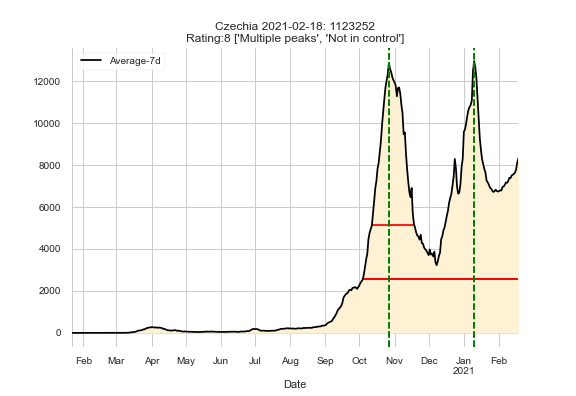 Czechia 2021-02-18: 1123252
Rating:8 ['Multiple peaks', 'Not in control']
Average-7d
12000
10000
8000
6000
4000
2000
0
Feb Mar Apr May Jun Jul Aug Sep Oct Nov Dec Jan Feb
2021
Date